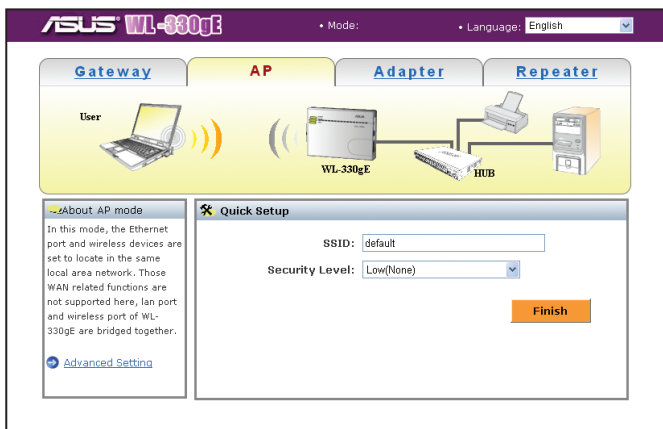 ASUS WL-330gE
• Mode:
• Language: English
Gateway
AP
Adapter
Repeater
User
WL-330gE
HUB
About AP mode
In this mode, the Ethernet
port and wireless devices are
set to locate in the same
local area network. Those
WAN related functions are
not supported here, lan port
and wireless port of WL-
330gE are bridged together.
Advanced Setting
Quick Setup
SSID: default
Security Level: Low(None)
Finish